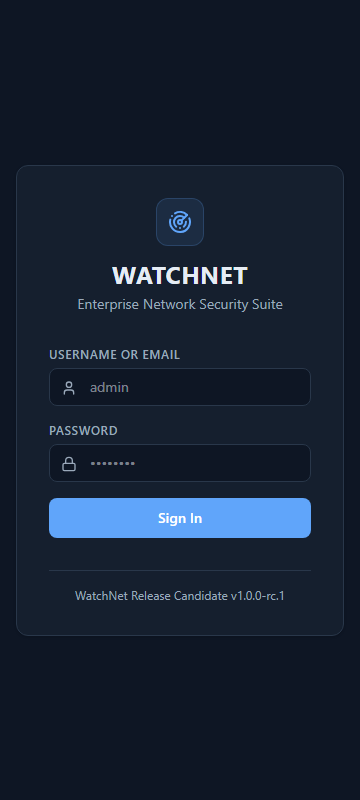 WATCHNET
Enterprise Network Security Suite
USERNAME OR EMAIL
admin
PASSWORD
••••••••
Sign In
WatchNet Release Candidate v1.0.0-rc.1